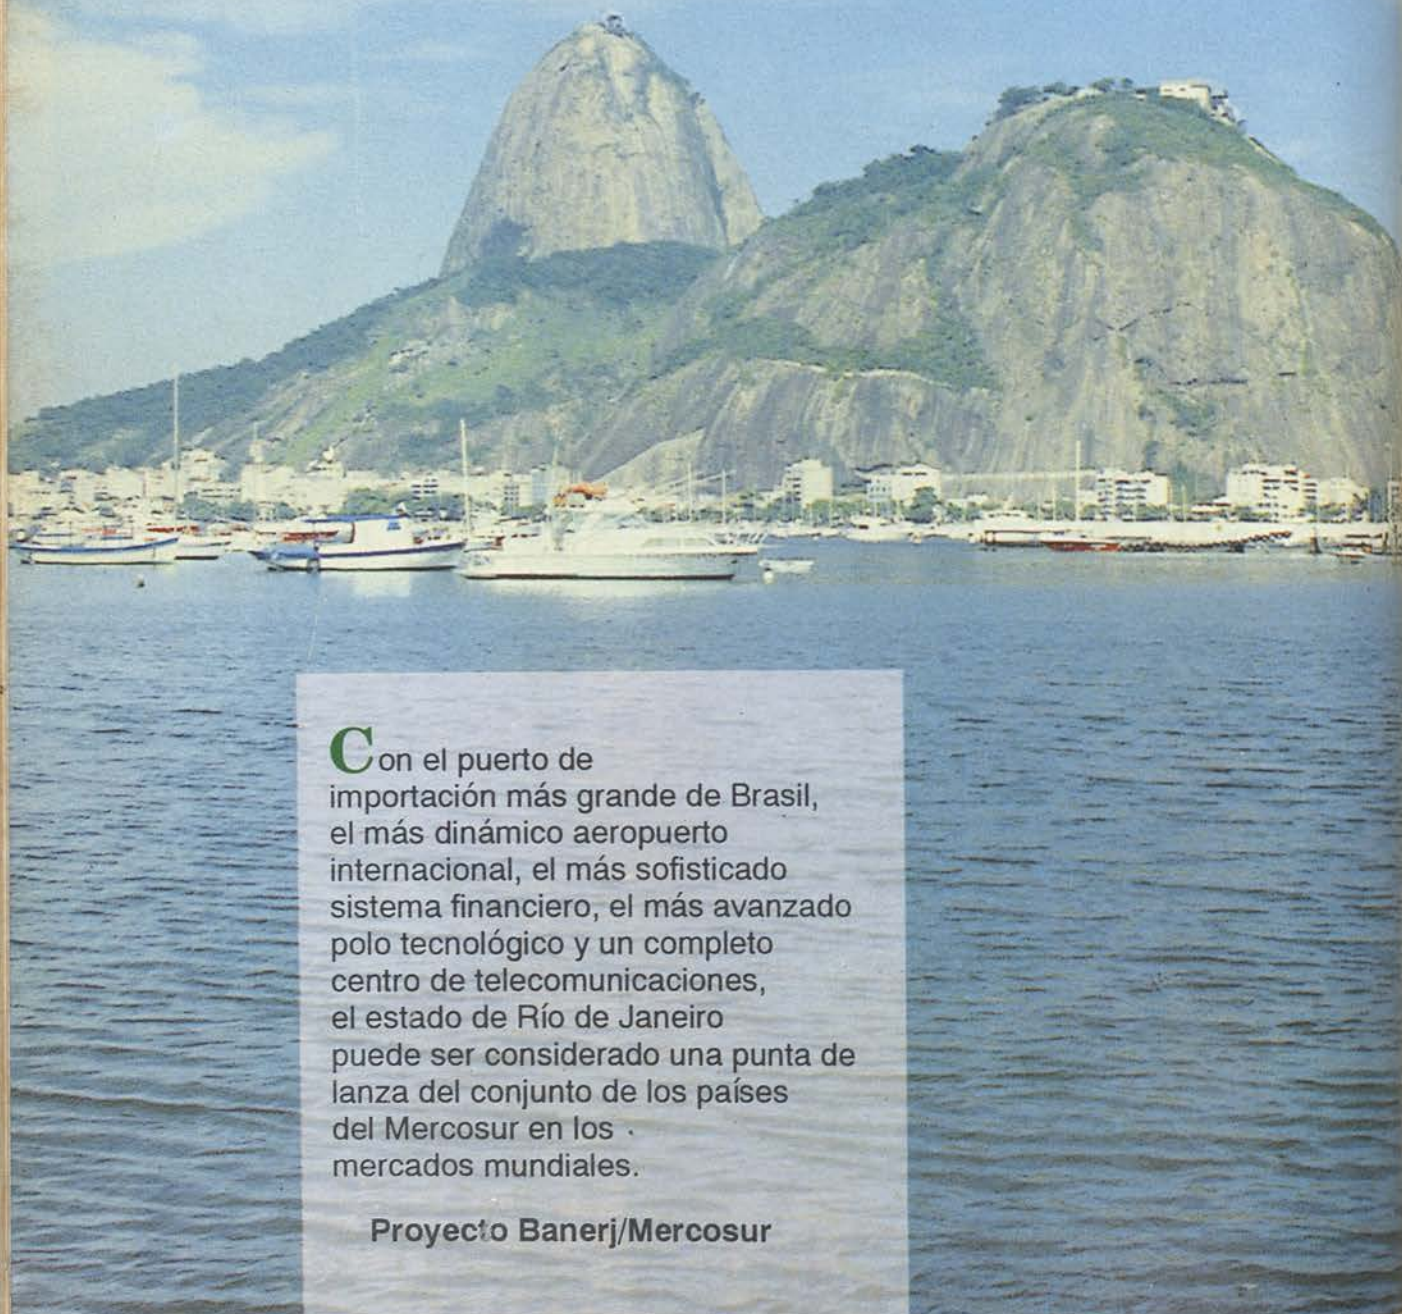 Con el puerto de
importación más grande de Brasil,
el más dinámico aeropuerto
internacional, el más sofisticado
sistema financiero, el más avanzado
polo tecnológico y un completo
centro de telecomunicaciones,
el estado de Río de Janeiro
puede ser considerado una punta de
lanza del conjunto de los países
del Mercosur en los
mercados mundiales.
Proyecto Banerj/Mercosur